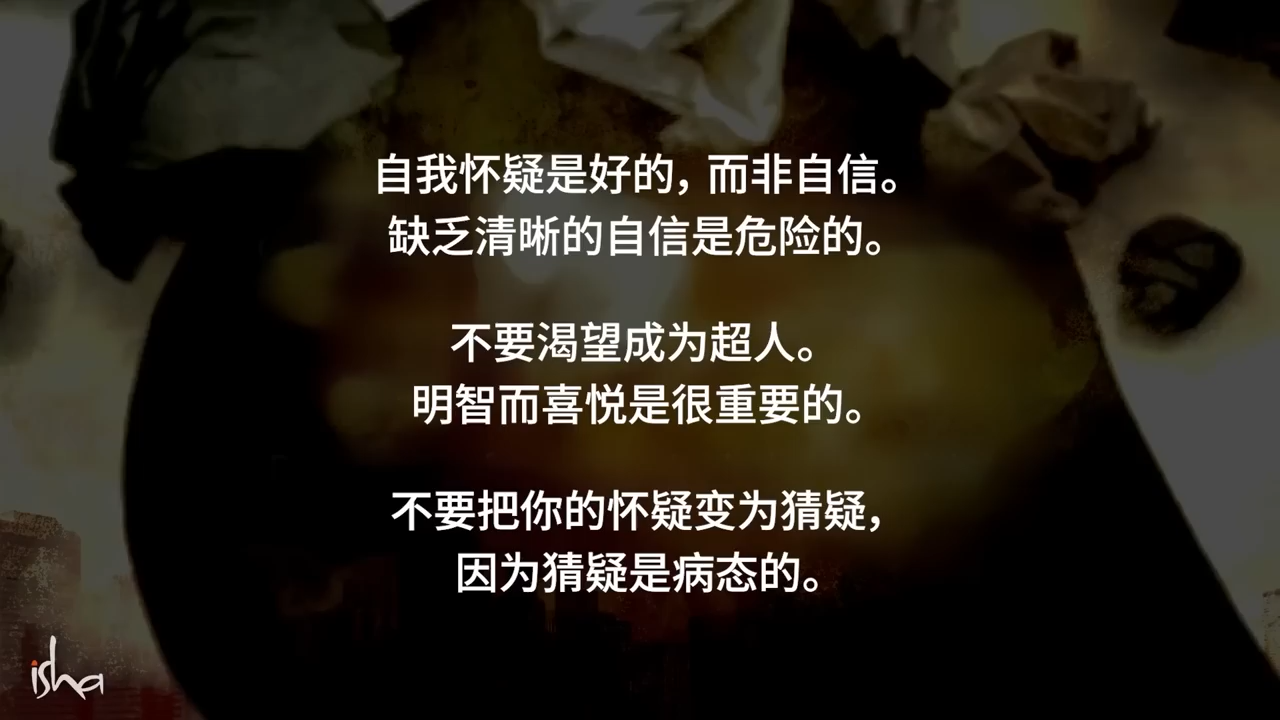 自我怀疑是好的，而非自信。
缺乏清晰的自信是危险的。
不要渴望成为超人。
明智而喜悦是很重要的。
不要把你的怀疑变为猜疑，
因为猜疑是病态的。
isha